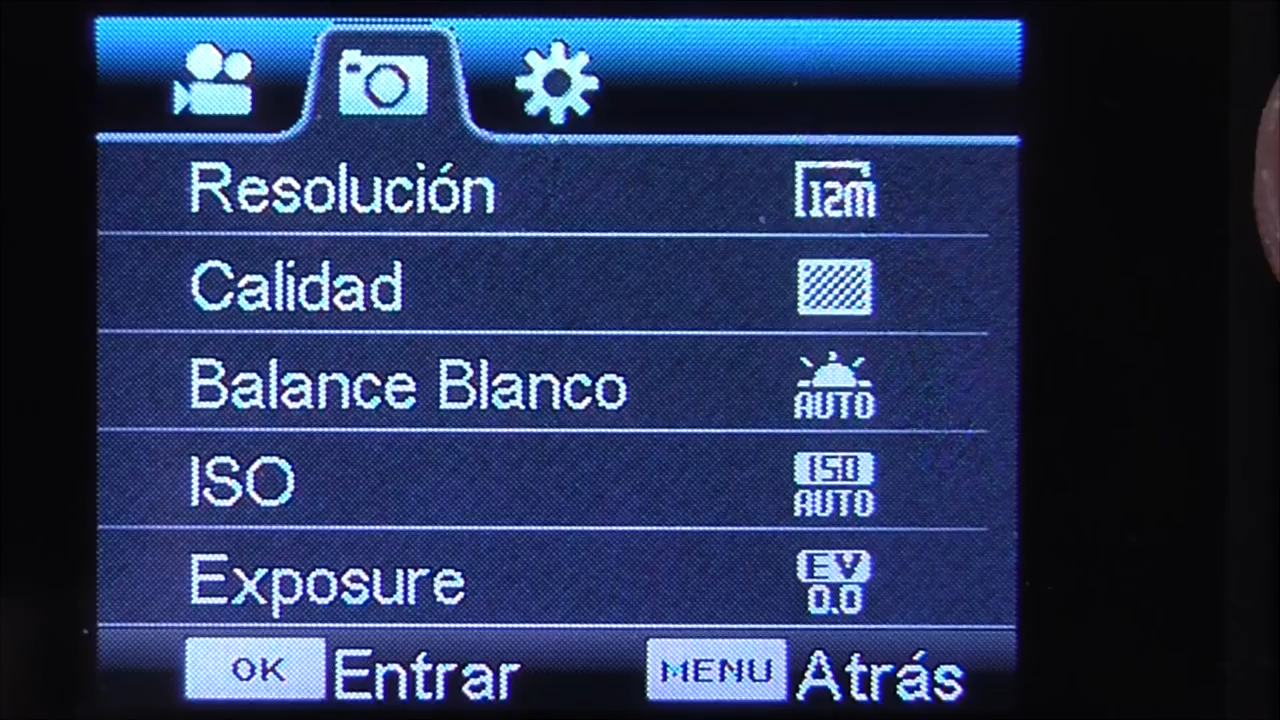 Resolución 12M
Calidad
Balance Blanco AUTO
ISO ISO AUTO
Exposure EV 0.0
OK Entrar MENU Atrás